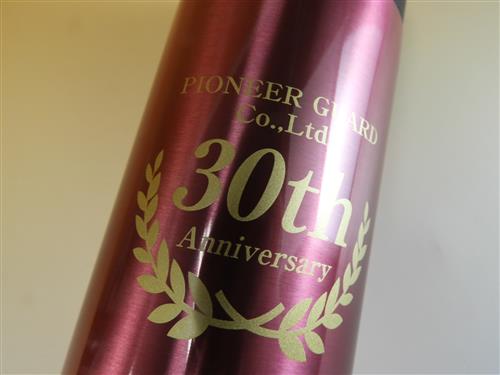 PIONEER GUARD
Co.,Ltd
30th
Anniversary